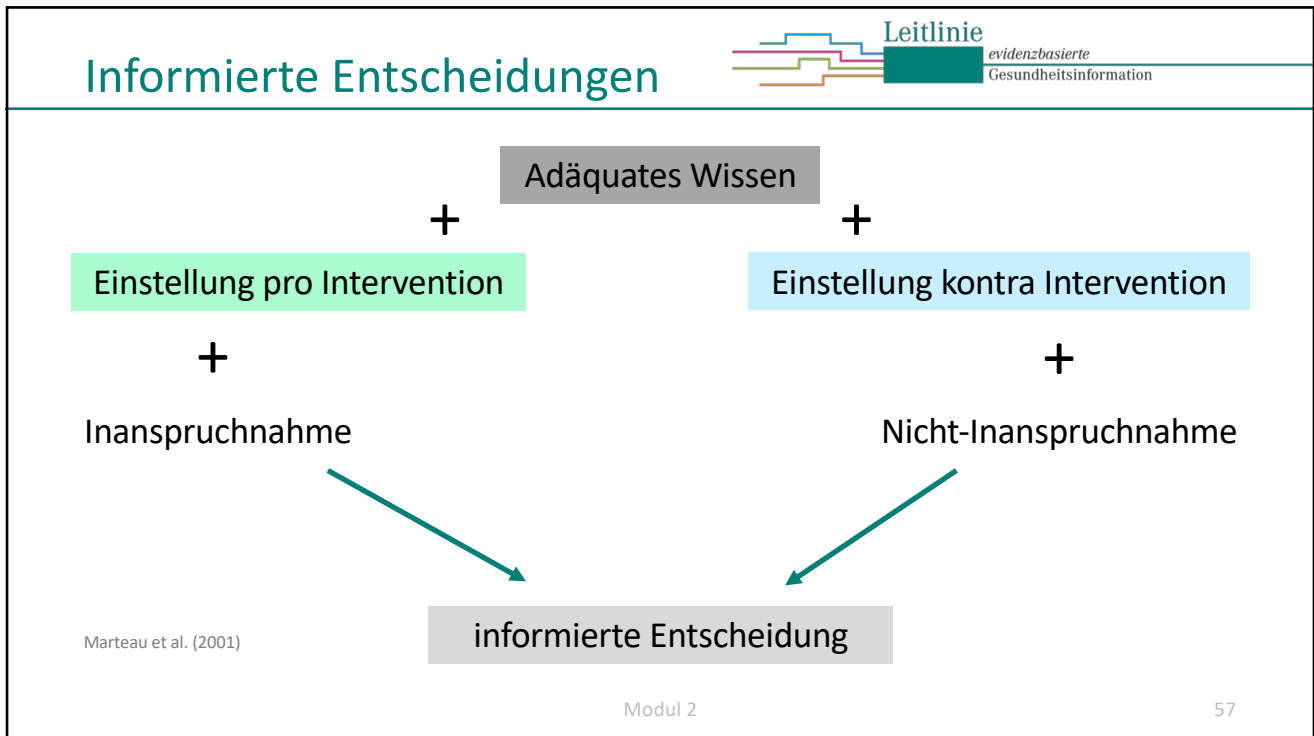 Informierte Entscheidungen
Leitlinie
evidenzbasierte
Gesundheitsinformation
Adäquates Wissen
+ +
Einstellung pro Intervention Einstellung kontra Intervention
+ +
Inanspruchnahme Nicht-Inanspruchnahme
informierte Entscheidung
Marteau et al. (2001)
Modul 2 57